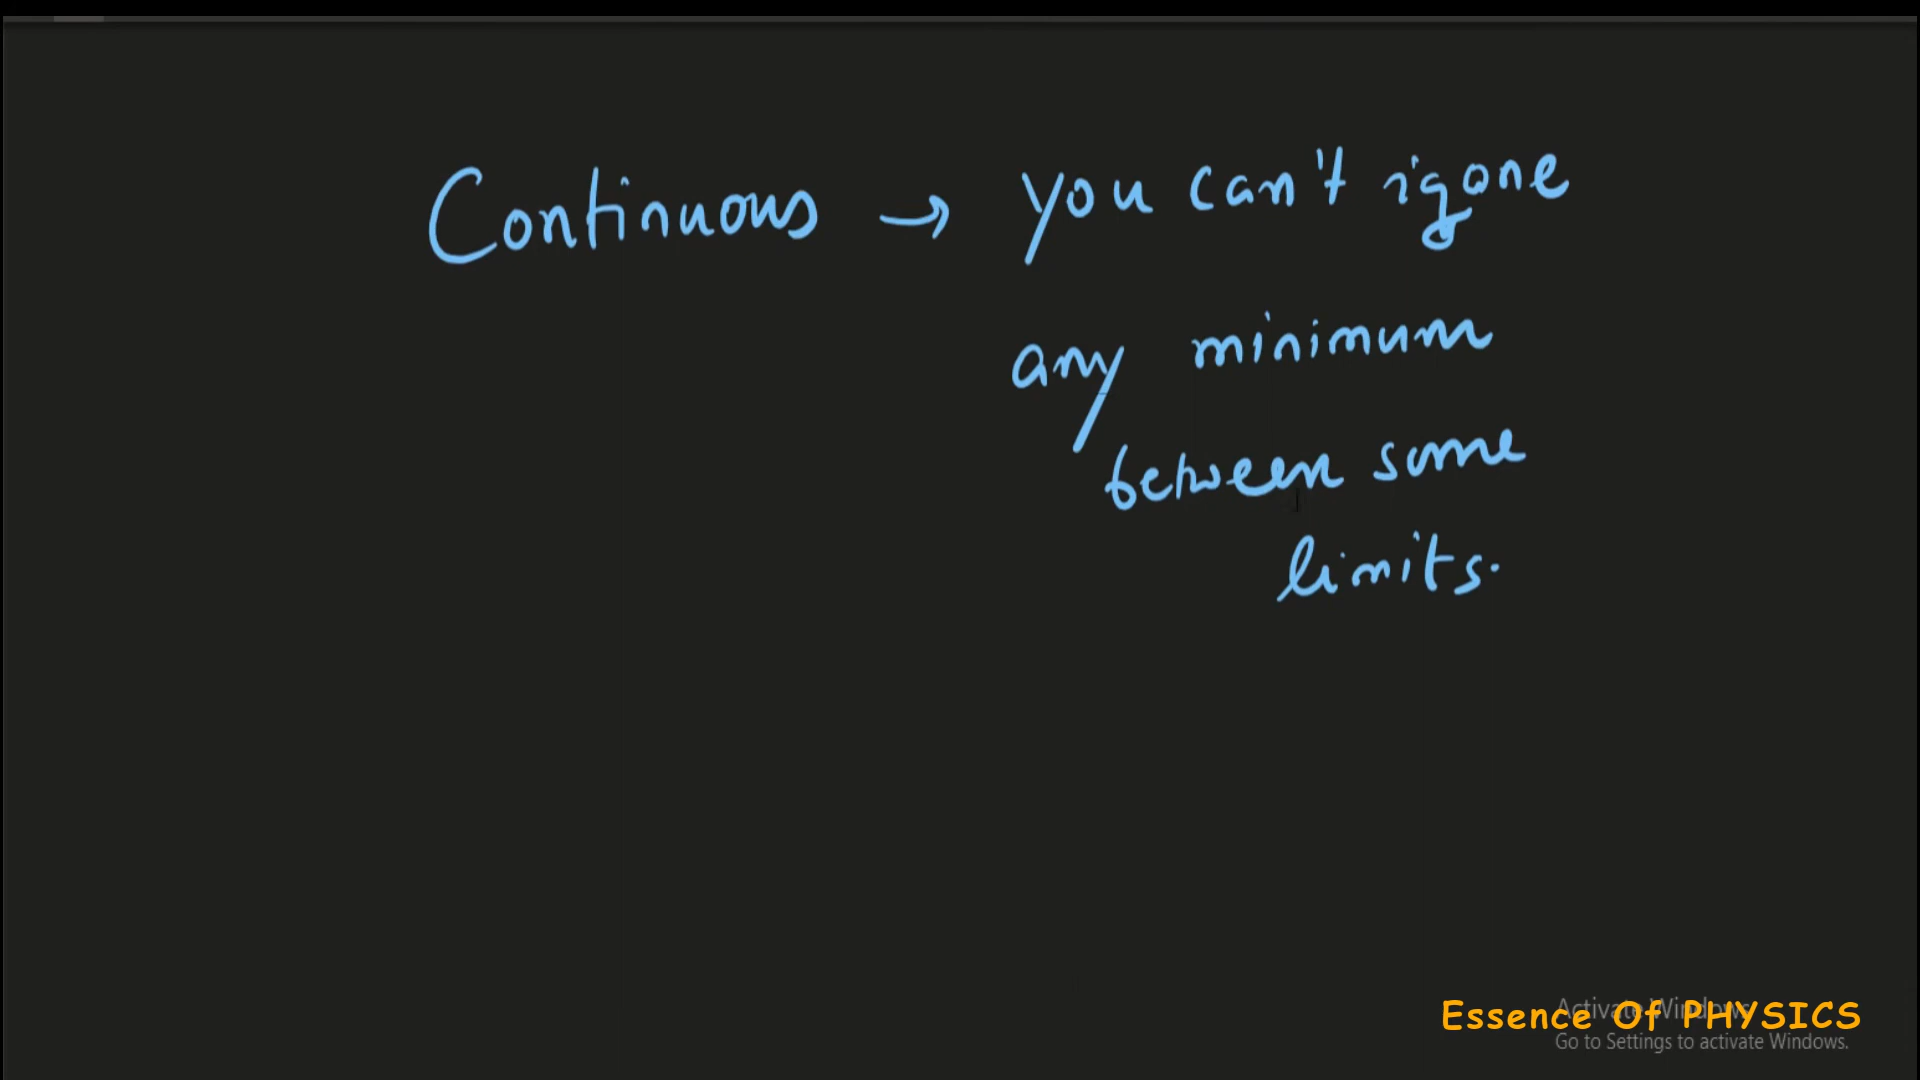 Continuous → you can't igone
any minimum
between some
limits.
Essence Of PHYSICS
Activate Windows
Go to Settings to activate Windows.